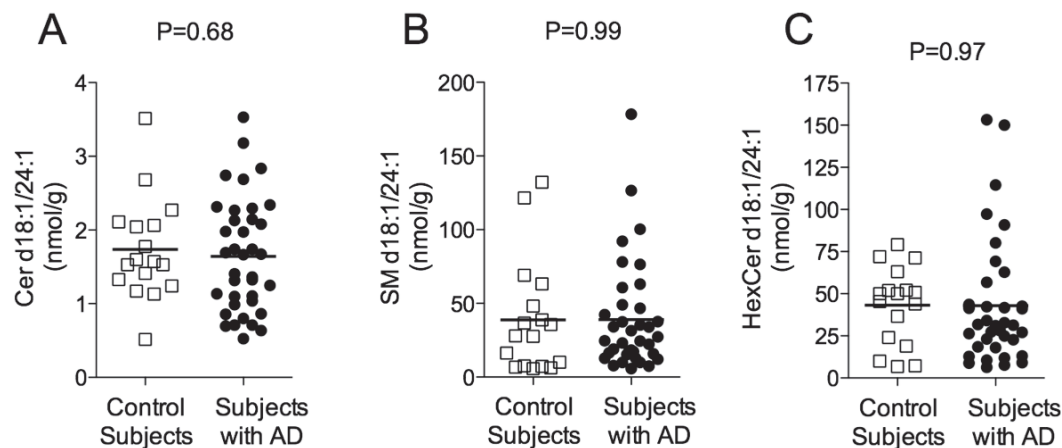 A
P=0.68
Cer d18:1/24:1
(nmol/g)
4
3
2
1
0
Control
Subjects
Subjects
with AD
B
P=0.99
SM d18:1/24:1
(nmol/g)
200
150
100
50
0
Control
Subjects
Subjects
with AD
C
P=0.97
HexCer d18:1/24:1
(nmol/g)
175
150
125
100
75
50
25
0
Control
Subjects
Subjects
with AD